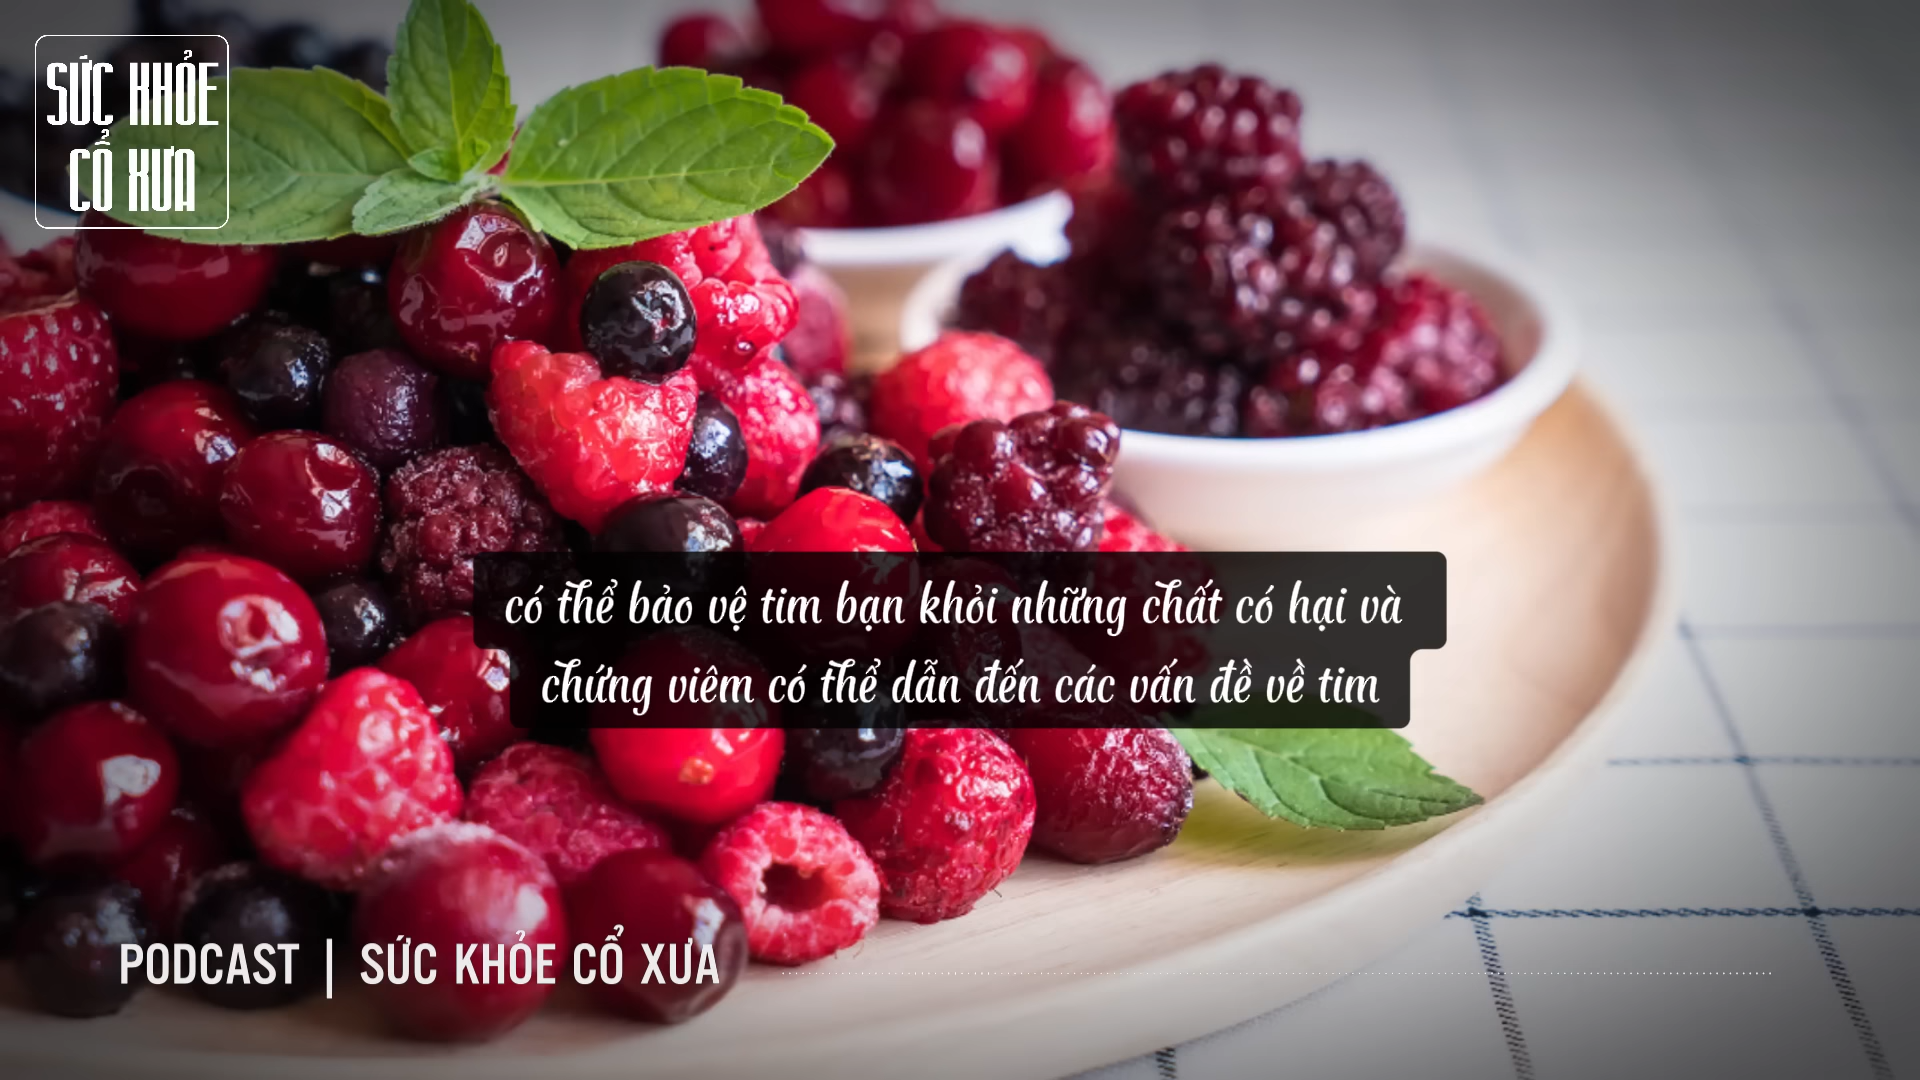 SỨC KHỎE
CỔ XƯA
có thể bảo vệ tim bạn khỏi những chất có hại và
chứng viêm có thể dẫn đến các vấn đề về tim
PODCAST | SỨC KHỎE CỔ XƯA